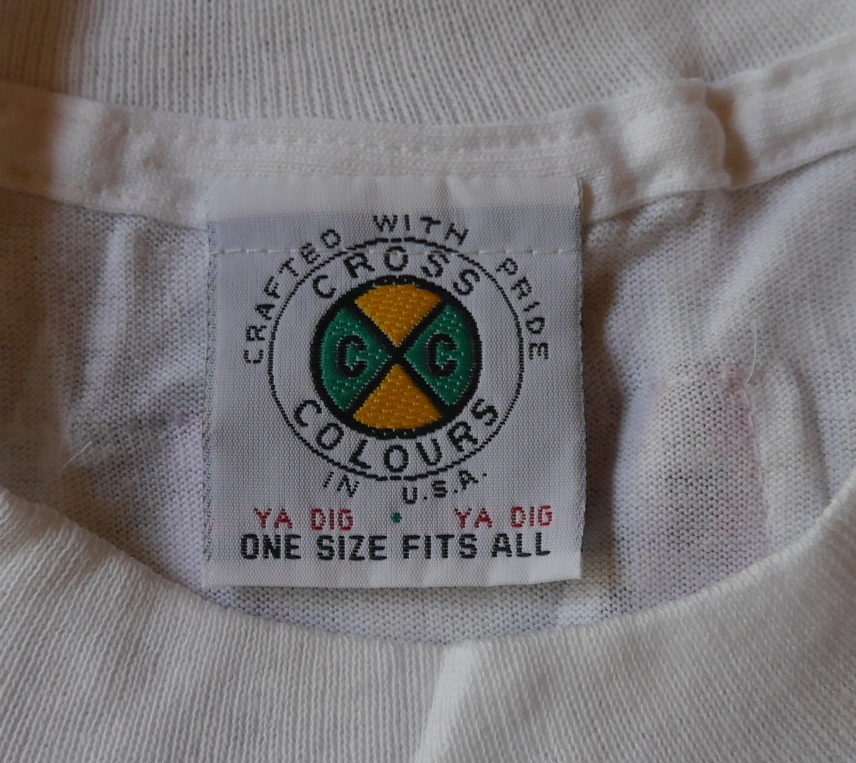 CRAFTED WITH PRIDE
CROSS
C C
COLOURS
IN U.S.A.
YA DIG • YA DIG
ONE SIZE FITS ALL